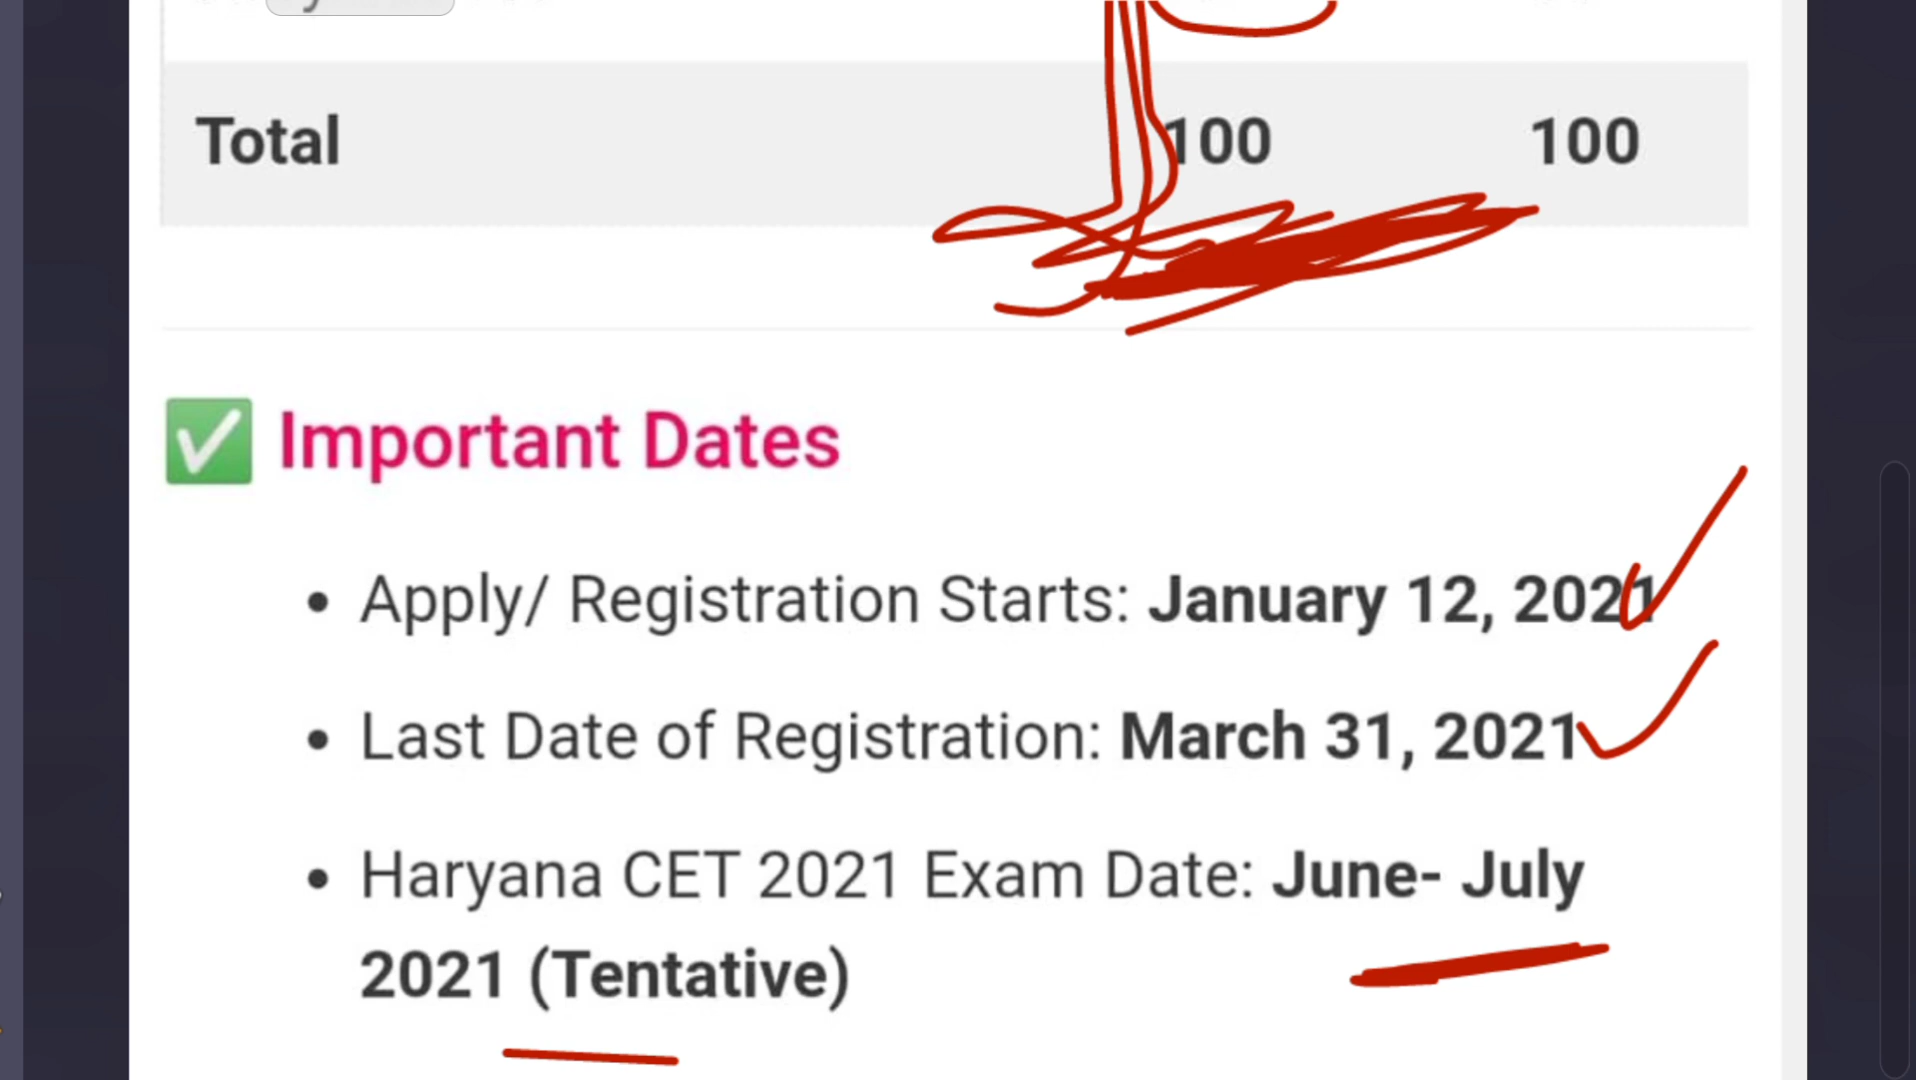 Total 100 100
✅ Important Dates
• Apply/ Registration Starts: January 12, 2021
• Last Date of Registration: March 31, 2021
• Haryana CET 2021 Exam Date: June- July
2021 (Tentative)